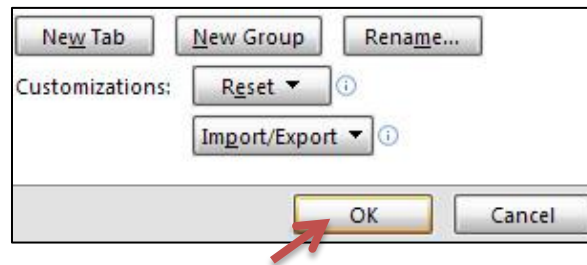 New Tab New Group Rename...
Customizations: Reset
Import/Export
OK Cancel